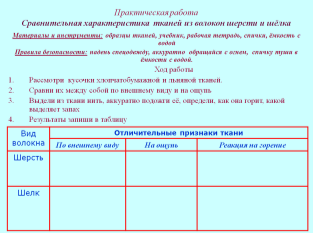 Практическая работа
Сравнительная характеристика тканей из волокон шерсти и шёлка
Материалы и инструменты: образцы тканей, учебник, рабочая тетрадь, спички, ёмкость с
водой
Правила безопасности: надень спецодежду, аккуратно обращайся с огнем, спичку туши в
ёмкости с водой.
Ход работы
1. Рассмотри кусочки хлопчатобумажной и льняной тканей.
2. Сравни их между собой по внешнему виду и на ощупь
3. Выдели из ткани нить, аккуратно подожги её, определи, как она горит, какой
выделяет запах
4. Результаты запиши в таблицу
Вид волокна
Отличительные признаки ткани
По внешнему виду
На ощупь
Реакция на горение
Шерсть
Шелк